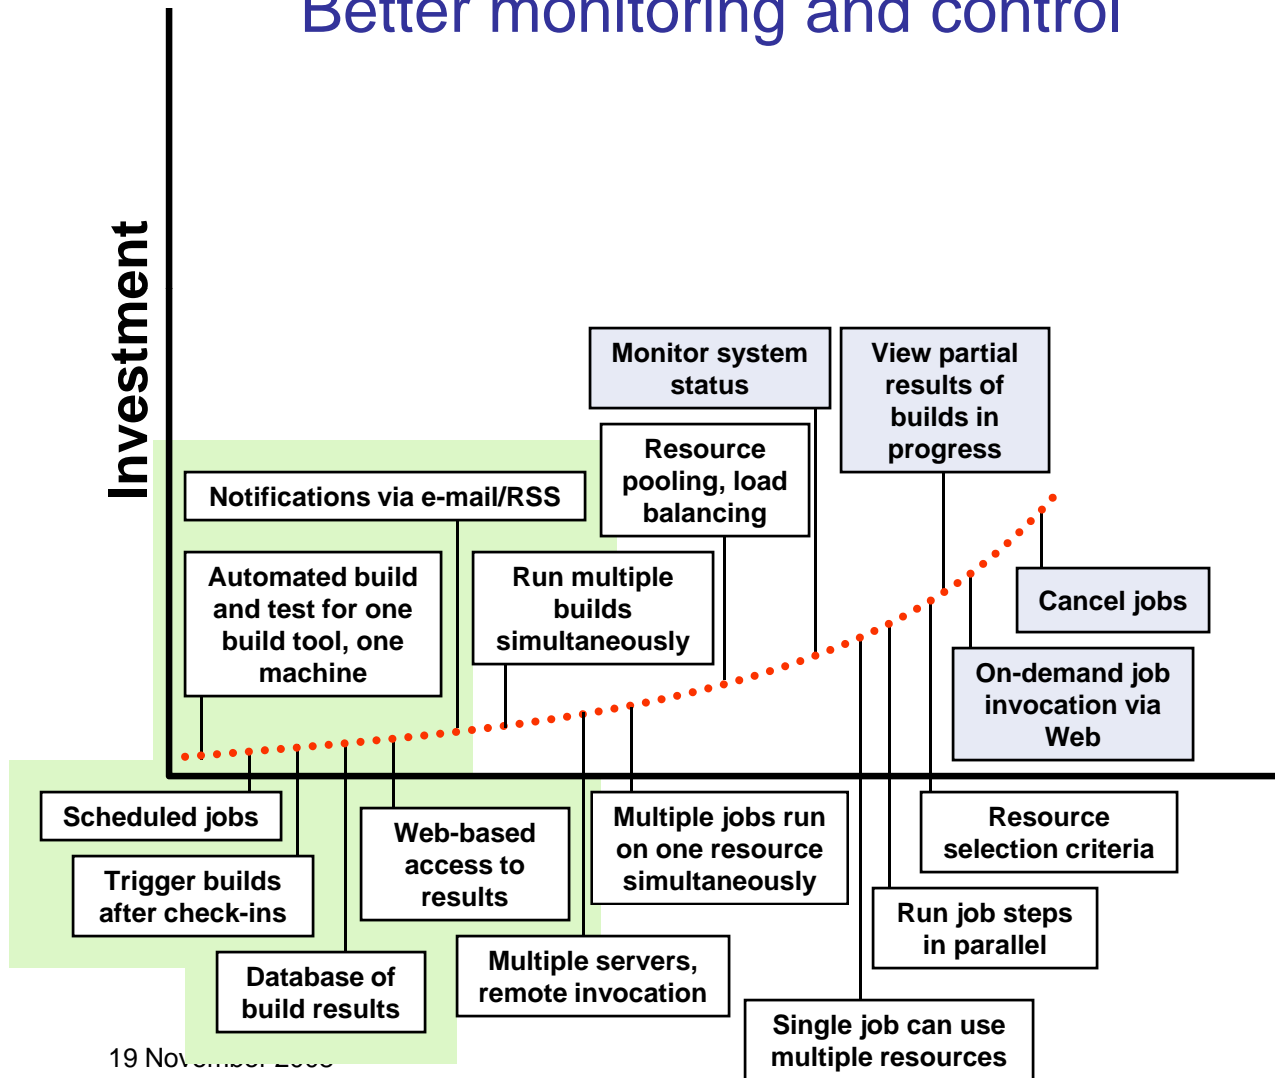 Better monitoring and control
Investment
Monitor system
status
View partial
results of
builds in
progress
Resource
pooling, load
balancing
Notifications via e-mail/RSS
Automated build
and test for one
build tool, one
machine
Run multiple
builds
simultaneously
Cancel jobs
On-demand job
invocation via
Web
Scheduled jobs
Trigger builds
after check-ins
Database of
build results
Web-based
access to
results
Multiple servers,
remote invocation
Multiple jobs run
on one resource
simultaneously
Resource
selection criteria
Run job steps
in parallel
Single job can use
multiple resources
19 November